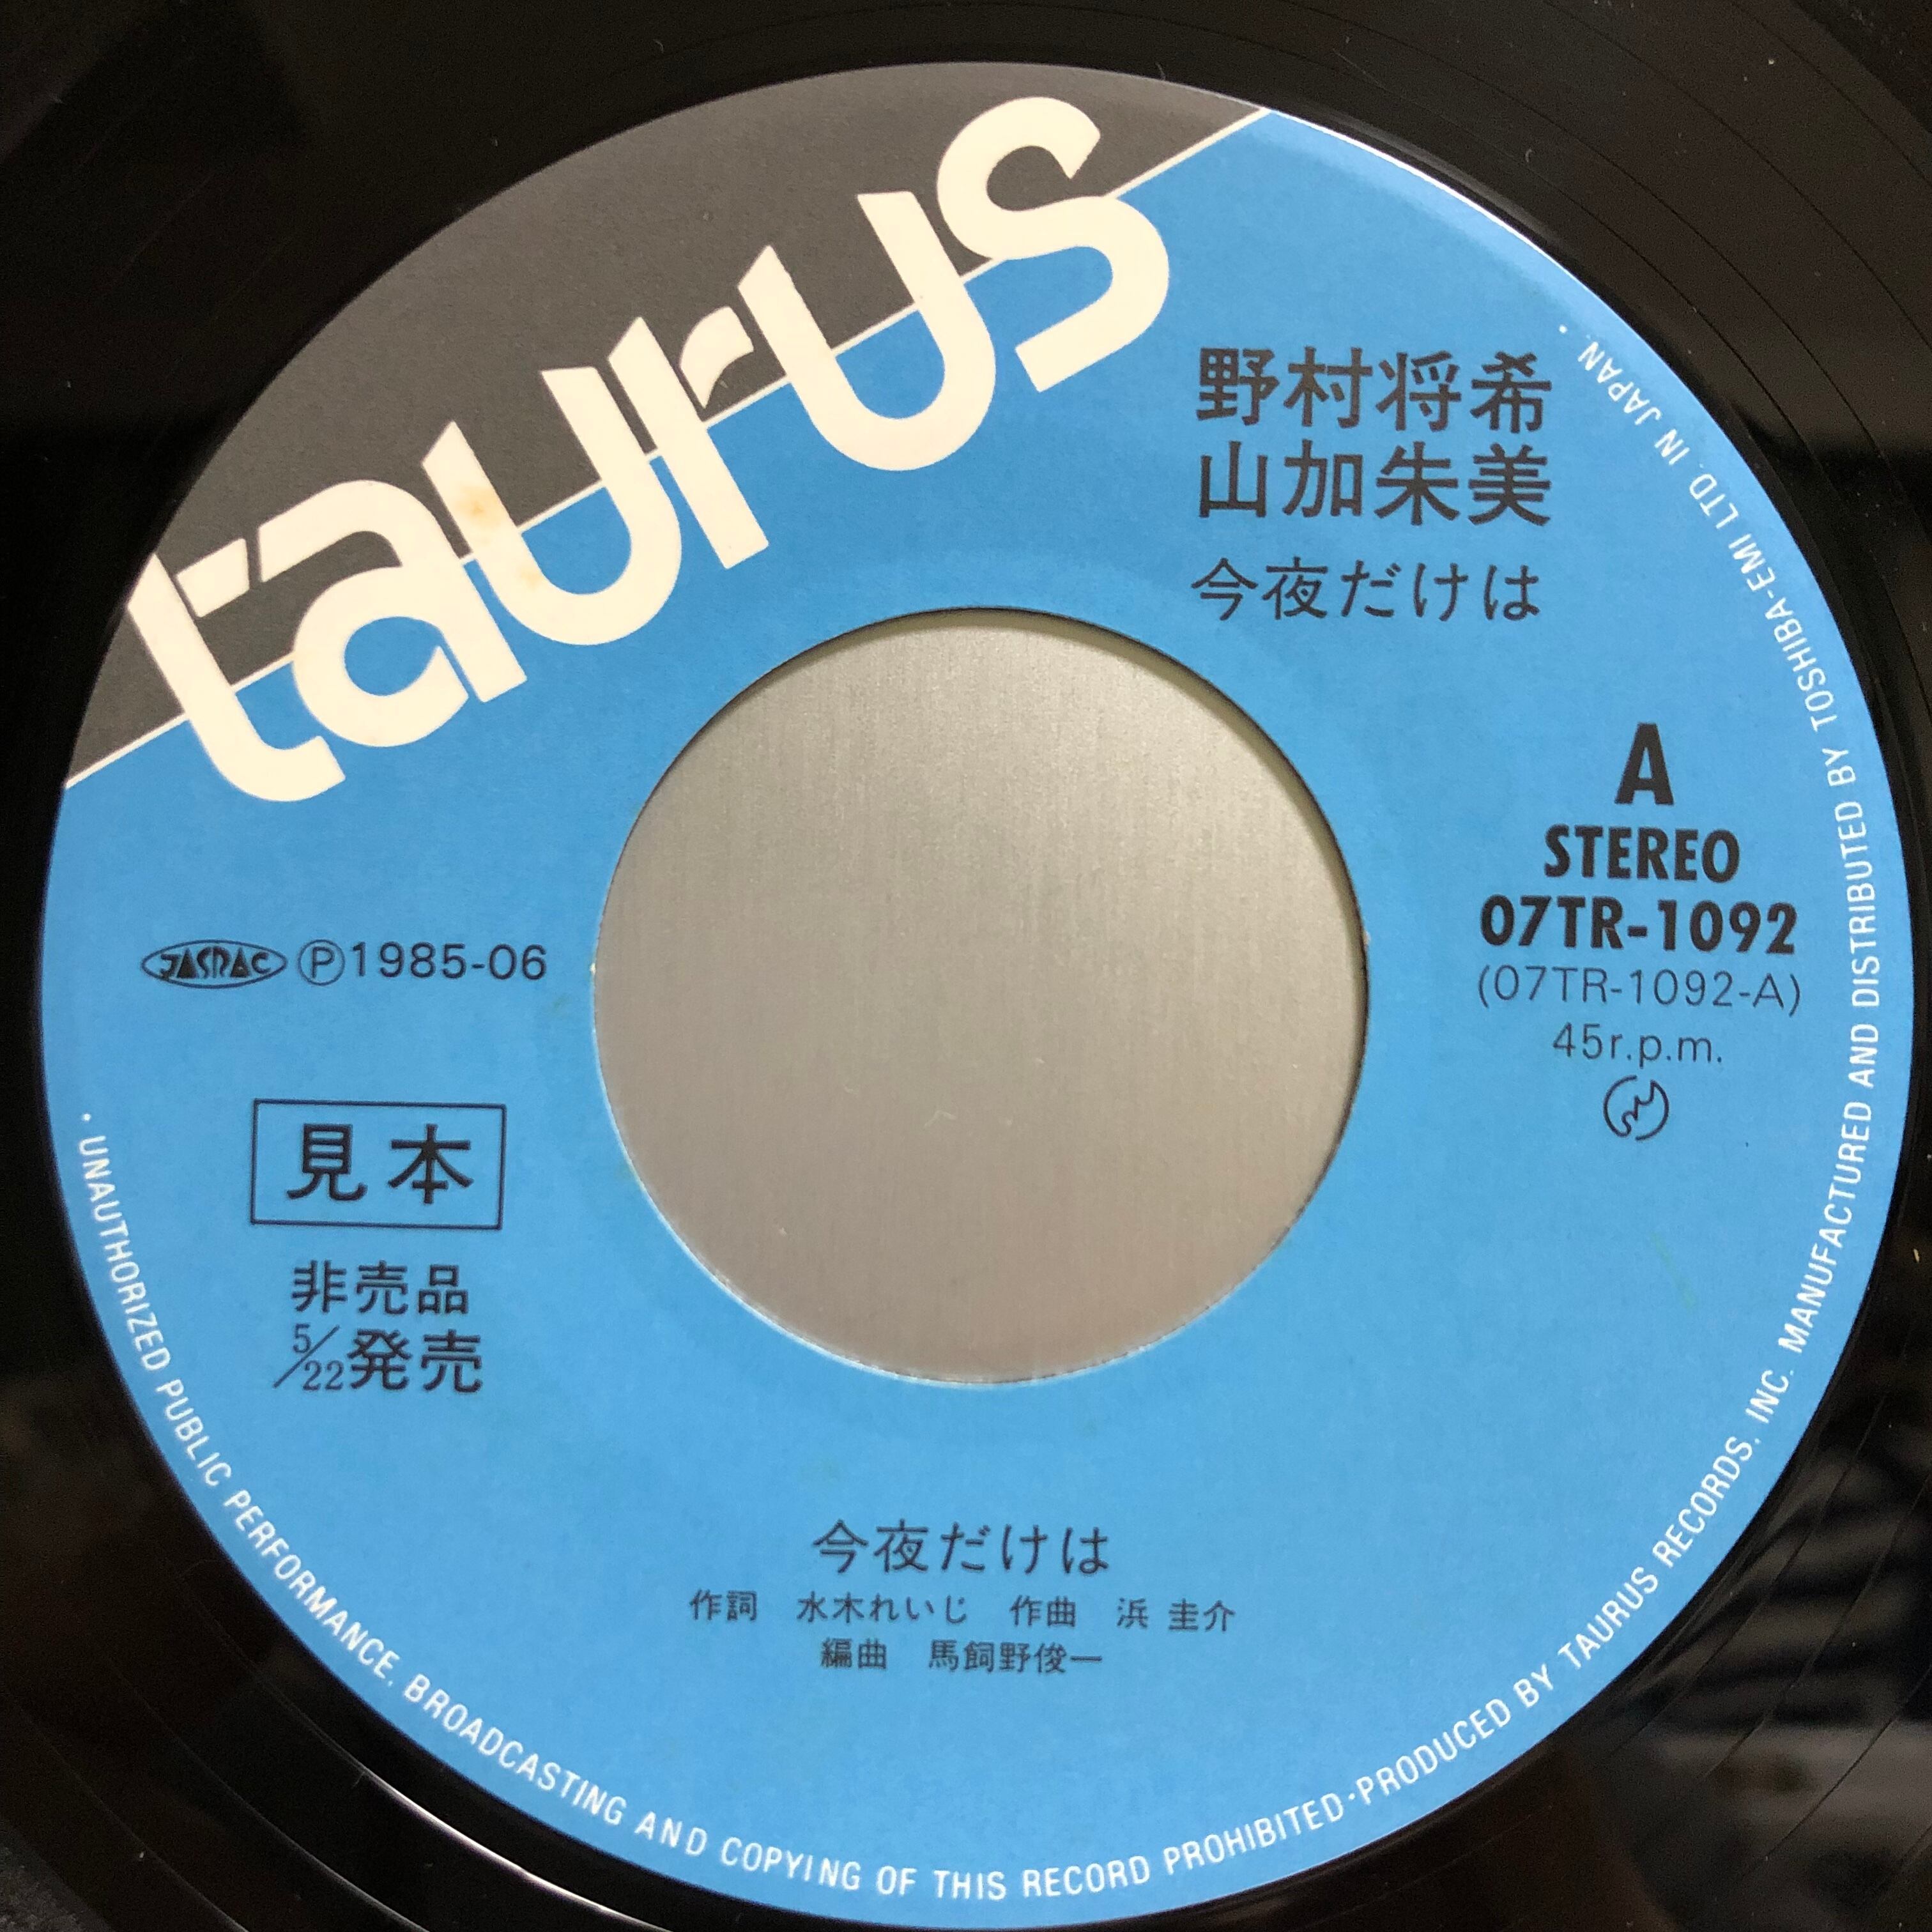 taurus
野村将希
山加朱美
今夜だけは
A
STEREO
07TR-1092
(07TR-1092-A)
45r.p.m.
JASRAC Ⓟ1985-06
見本
非売品
5/22発売
今夜だけは
作詞 水木れいじ 作曲 浜 圭介
編曲 馬飼野俊一
・UNAUTHORIZED PUBLIC PERFORMANCE, BROADCASTING AND COPYING OF THIS RECORD PROHIBITED・PRODUCED BY TAURUS RECORDS, INC. MANUFACTURED AND DISTRIBUTED BY TOSHIBA-EMI LTD. IN JAPAN.・